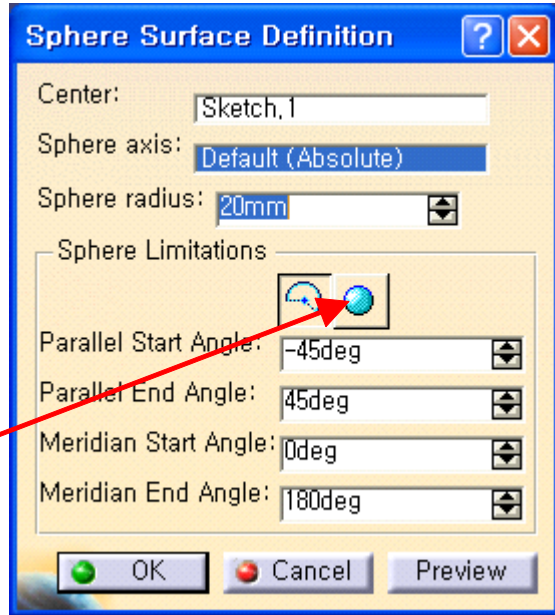 Sphere Surface Definition
Center: Sketch,1
Sphere axis: Default (Absolute)
Sphere radius: 20mm
Sphere Limitations
Parallel Start Angle: -45deg
Parallel End Angle: 45deg
Meridian Start Angle: 0deg
Meridian End Angle: 180deg
OK Cancel Preview